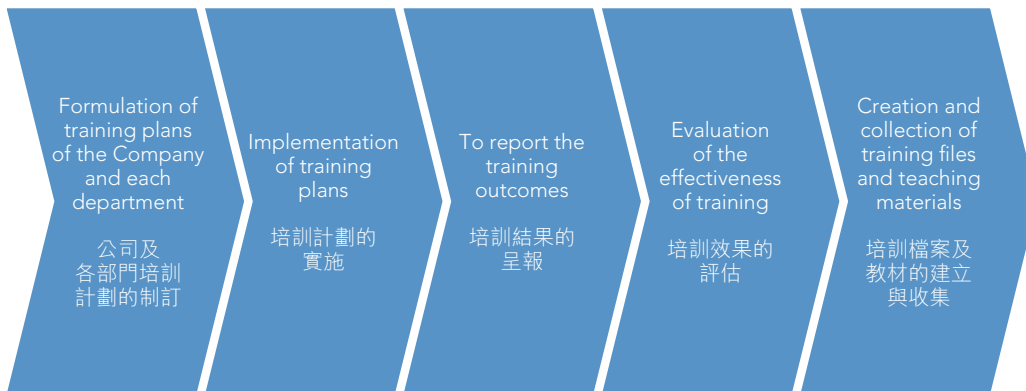 Formulation of
training plans
of the Company
and each
department
公司及
各部門培訓
計劃的制訂
Implementation
of training
plans
培訓計劃的
實施
To report the
training
outcomes
培訓結果的
呈報
Evaluation
of the
effectiveness
of training
培訓效果的
評估
Creation and
collection of
training files
and teaching
materials
培訓檔案及
教材的建立
與收集